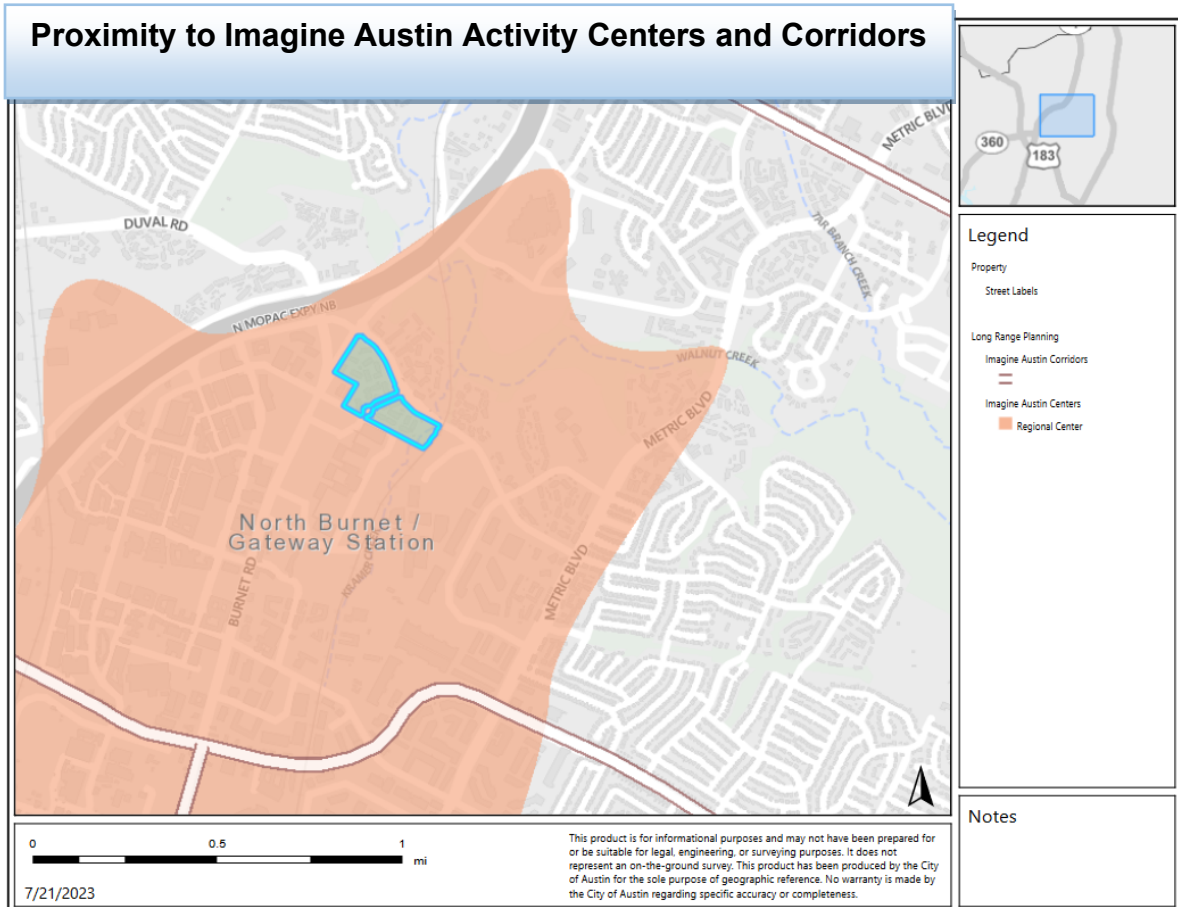 Proximity to Imagine Austin Activity Centers and Corridors
360
183
METRIC BLVD
METRIC BLVD
DUVAL RD
TAR BRANCH CREEK
N MOPAC EXPY NB
WALNUT CREEK
METRIC BLVD
North Burnet /
Gateway Station
BURNET RD
METRIC BLVD
Legend
Property
Street Labels
Long Range Planning
Imagine Austin Corridors
Imagine Austin Centers
Regional Center
Notes
0 0.5 1
mi
7/21/2023
This product is for informational purposes and may not have been prepared for
or be suitable for legal, engineering, or surveying purposes. It does not
represent an on-the-ground survey. This product has been produced by the City
of Austin for the sole purpose of geographic reference. No warranty is made by
the City of Austin regarding specific accuracy or completeness.